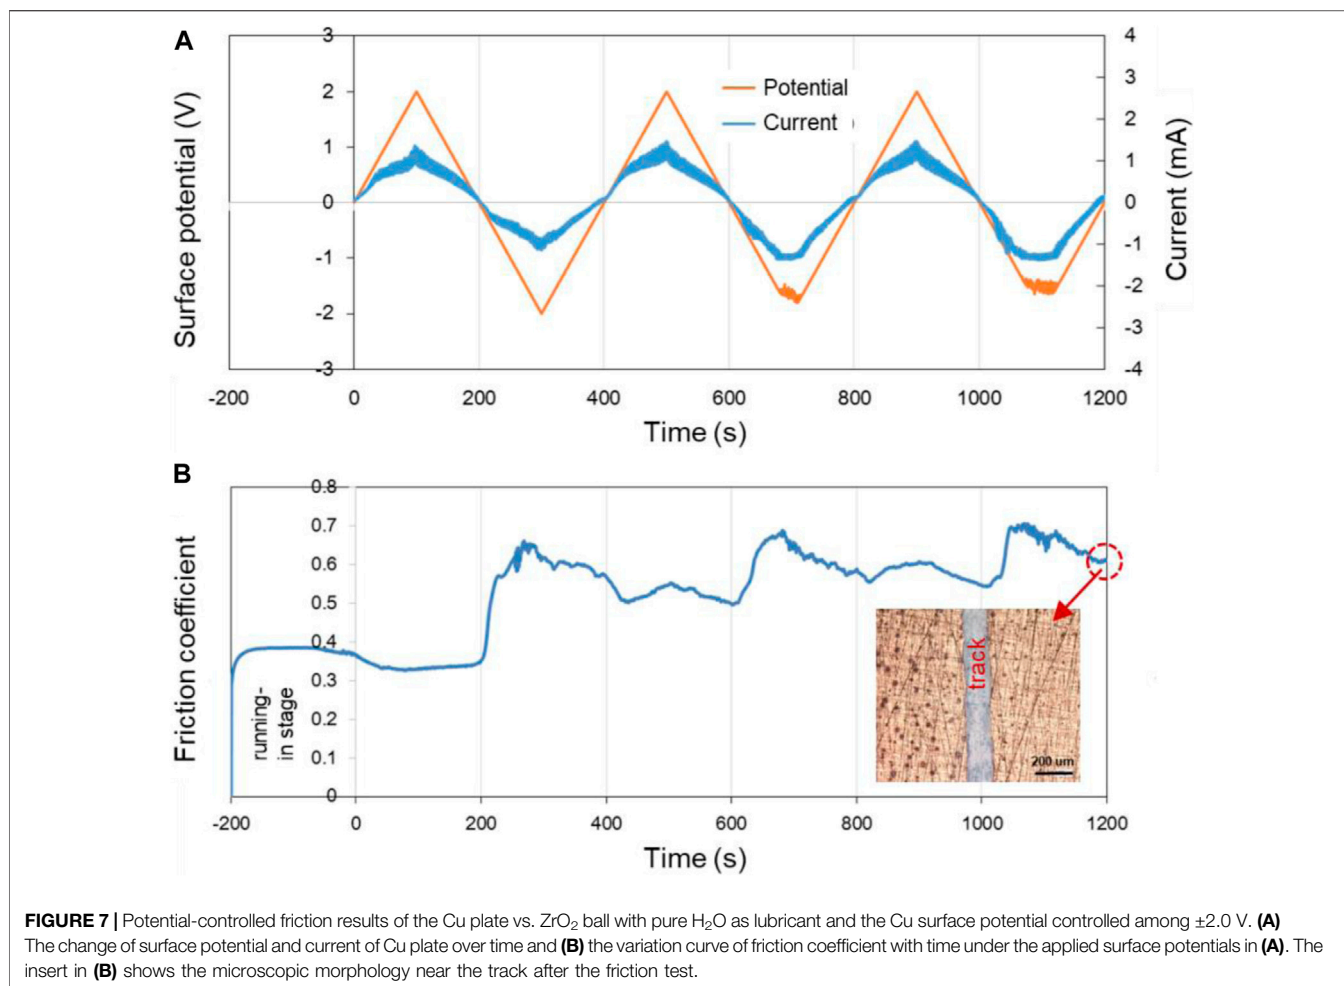 A
3
2
1
0
-1
-2
-3
Surface potential (V)
4
3
2
1
0
-1
-2
-3
-4
Current (mA)
Potential
Current
-200
0
200
400
600
800
1000
1200
Time (s)
B
0.8
0.7
0.6
0.5
0.4
0.3
0.2
0.1
0
Friction coefficient
running-
in stage
track
200 um
-200
0
200
400
600
800
1000
1200
Time (s)
FIGURE 7 | Potential-controlled friction results of the Cu plate vs. ZrO₂ ball with pure H₂O as lubricant and the Cu surface potential controlled among ±2.0 V. (A)
The change of surface potential and current of Cu plate over time and (B) the variation curve of friction coefficient with time under the applied surface potentials in (A). The
insert in (B) shows the microscopic morphology near the track after the friction test.